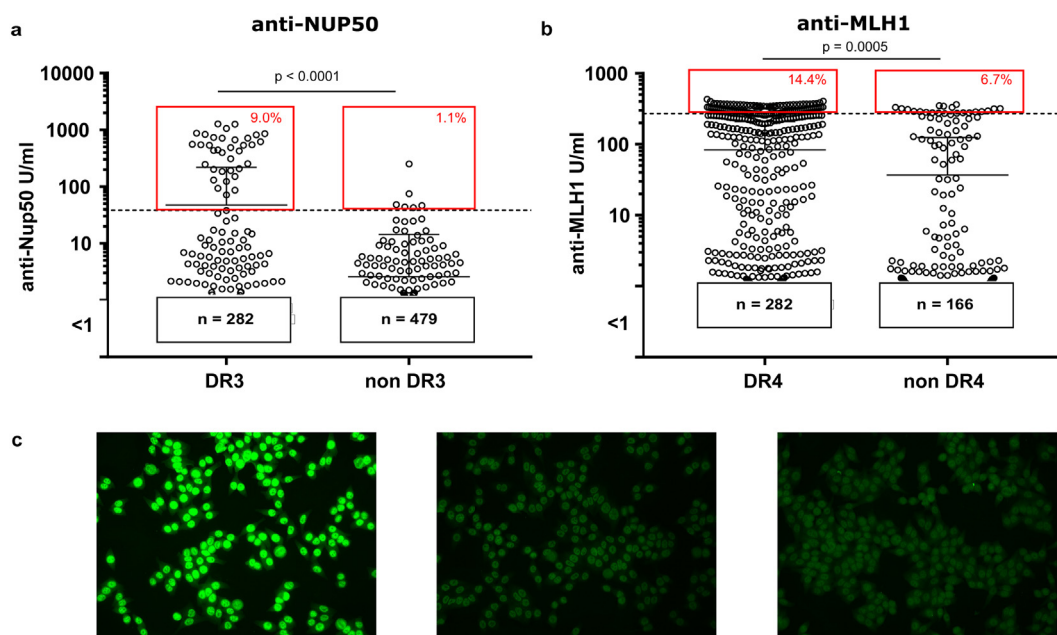 anti-NUP50
a
p < 0.0001
anti-Nup50 U/ml
10000
1000
100
10
<1
9.0%
1.1%
n = 282
n = 479
DR3
non DR3
anti-MLH1
b
p = 0.0005
anti-MLH1 U/ml
1000
100
10
<1
14.4%
6.7%
n = 282
n = 166
DR4
non DR4
c